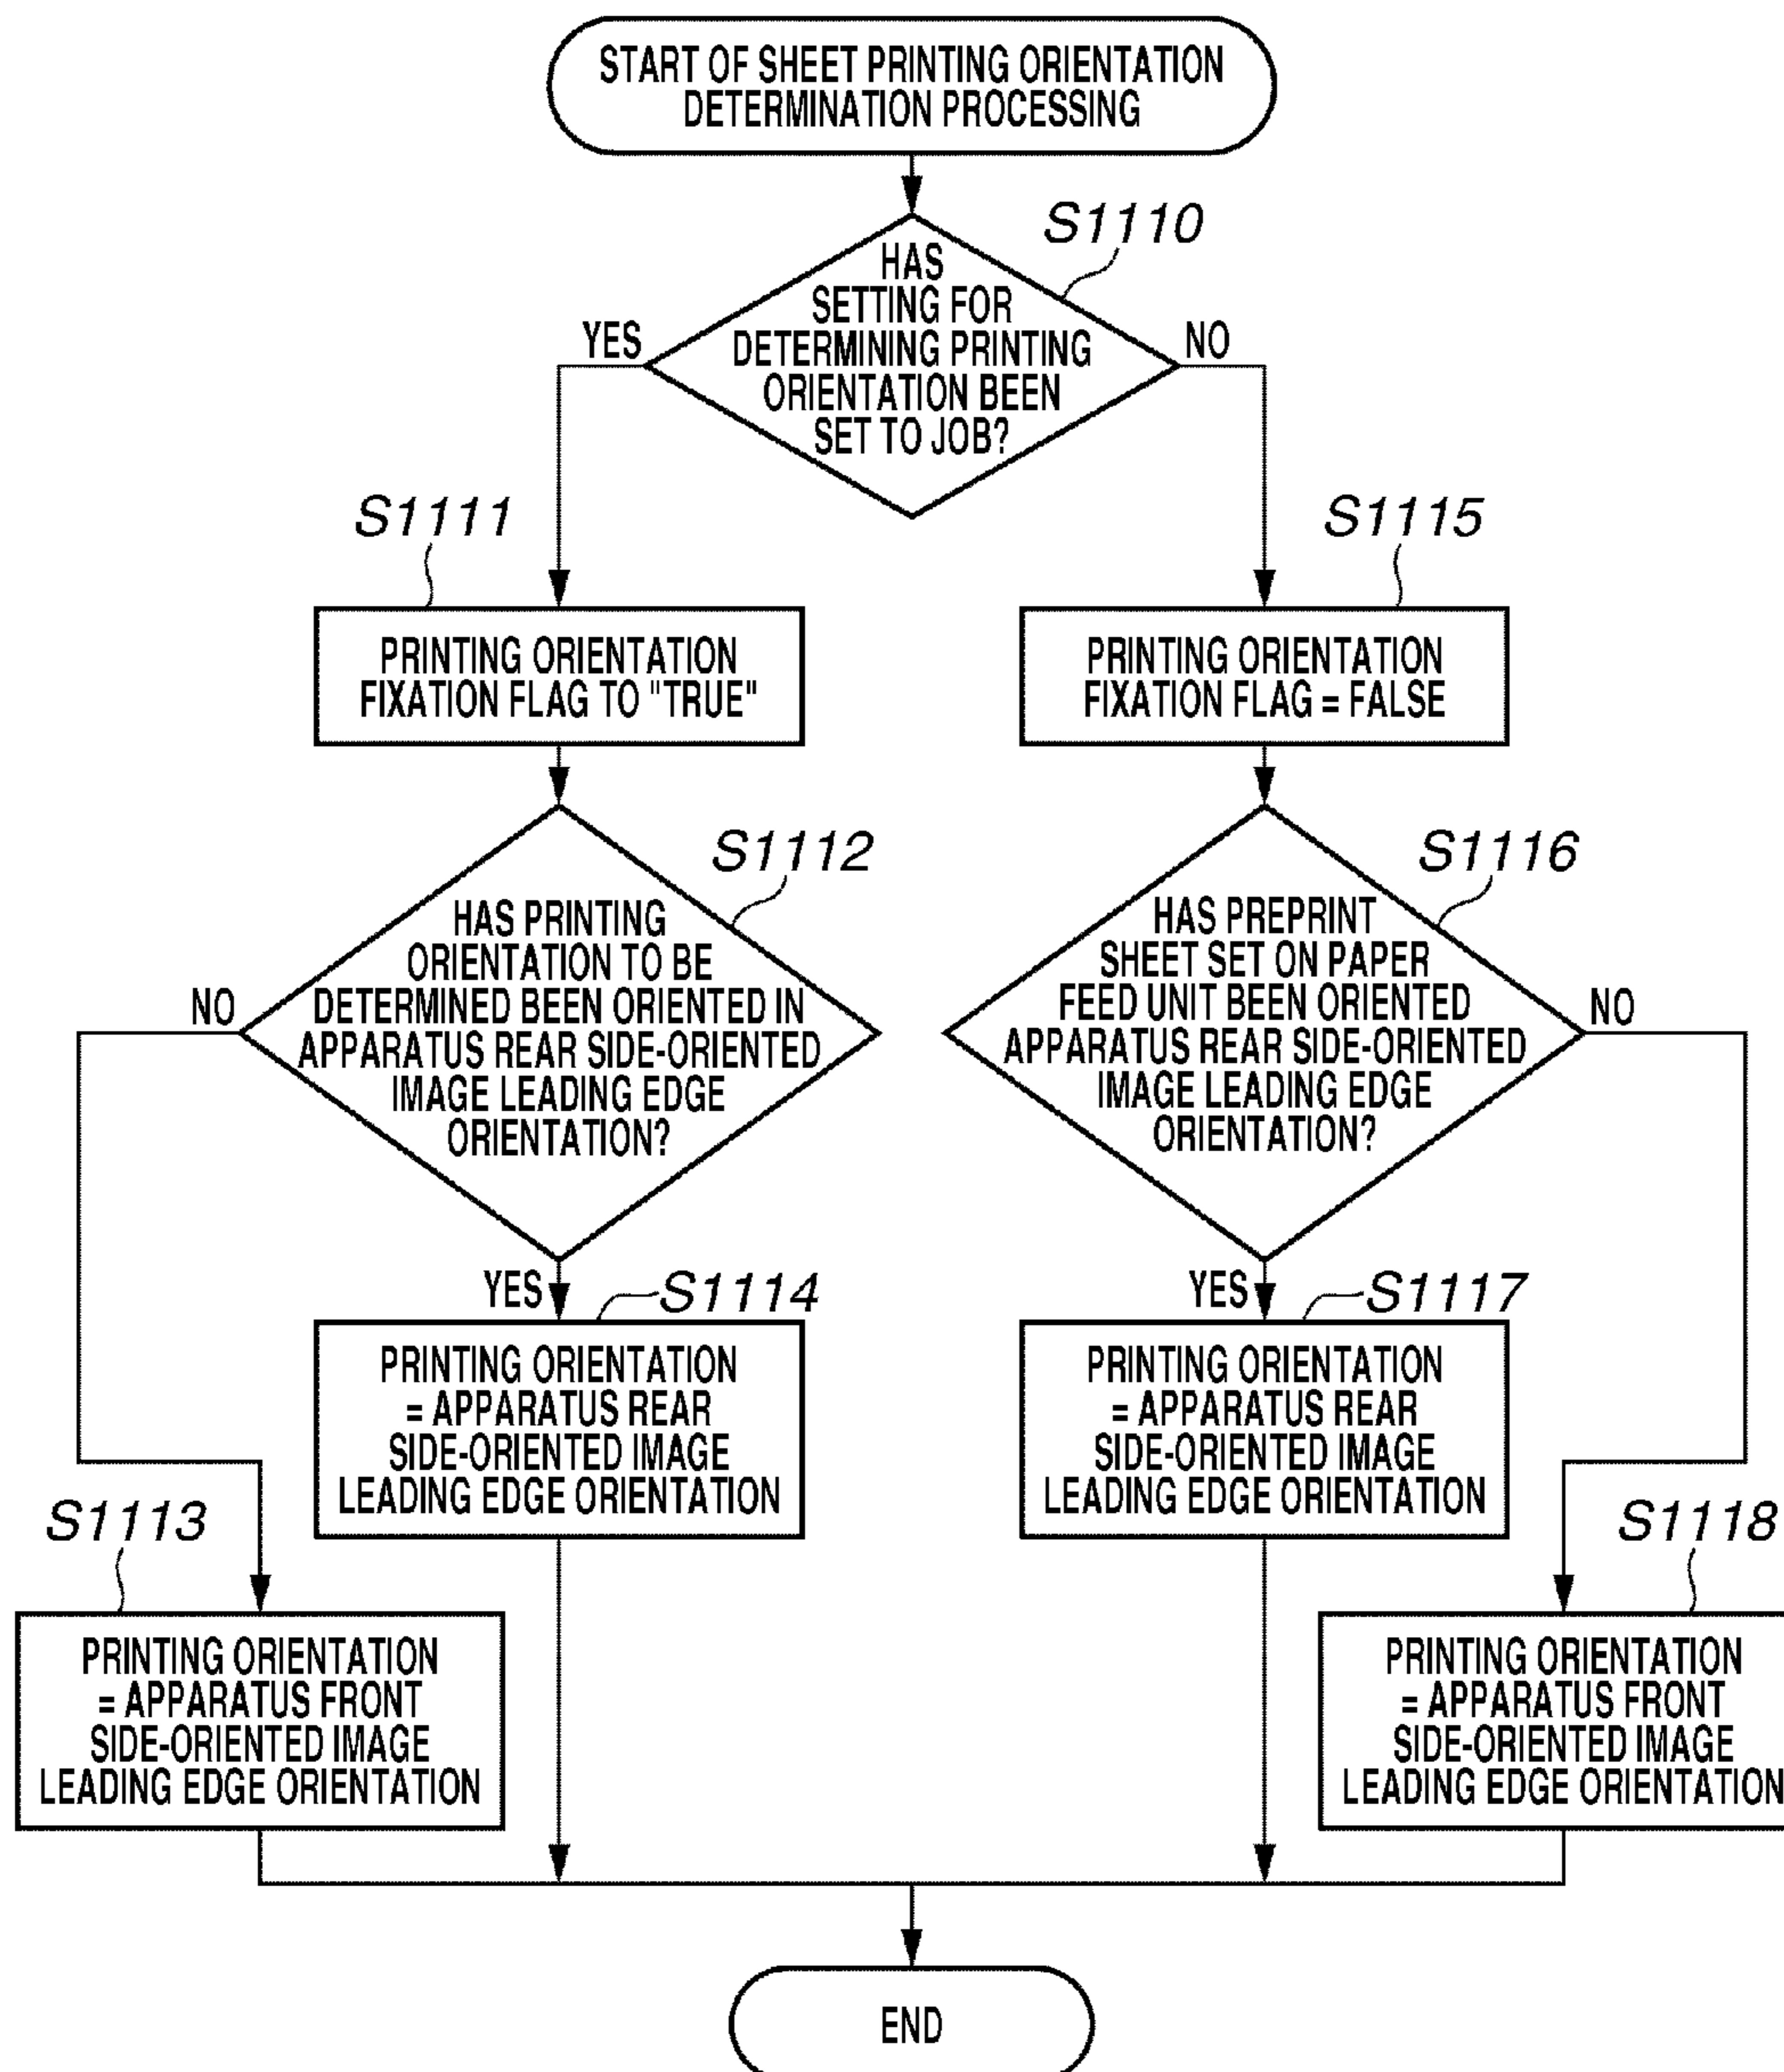 START OF SHEET PRINTING ORIENTATION
DETERMINATION PROCESSING
S1110
HAS
SETTING FOR
DETERMINING PRINTING
ORIENTATION BEEN
SET TO JOB?
YES
NO
S1111
PRINTING ORIENTATION
FIXATION FLAG TO "TRUE"
S1115
PRINTING ORIENTATION
FIXATION FLAG = FALSE
S1112
HAS PRINTING
ORIENTATION TO BE
DETERMINED BEEN ORIENTED IN
APPARATUS REAR SIDE-ORIENTED
IMAGE LEADING EDGE
ORIENTATION?
NO
YES
S1116
HAS PREPRINT
SHEET SET ON PAPER
FEED UNIT BEEN ORIENTED
APPARATUS REAR SIDE-ORIENTED
IMAGE LEADING EDGE
ORIENTATION?
NO
YES
S1114
PRINTING ORIENTATION
= APPARATUS REAR
SIDE-ORIENTED IMAGE
LEADING EDGE ORIENTATION
S1117
PRINTING ORIENTATION
= APPARATUS REAR
SIDE-ORIENTED IMAGE
LEADING EDGE ORIENTATION
S1113
PRINTING ORIENTATION
= APPARATUS FRONT
SIDE-ORIENTED IMAGE
LEADING EDGE ORIENTATION
S1118
PRINTING ORIENTATION
= APPARATUS FRONT
SIDE-ORIENTED IMAGE
LEADING EDGE ORIENTATION
END